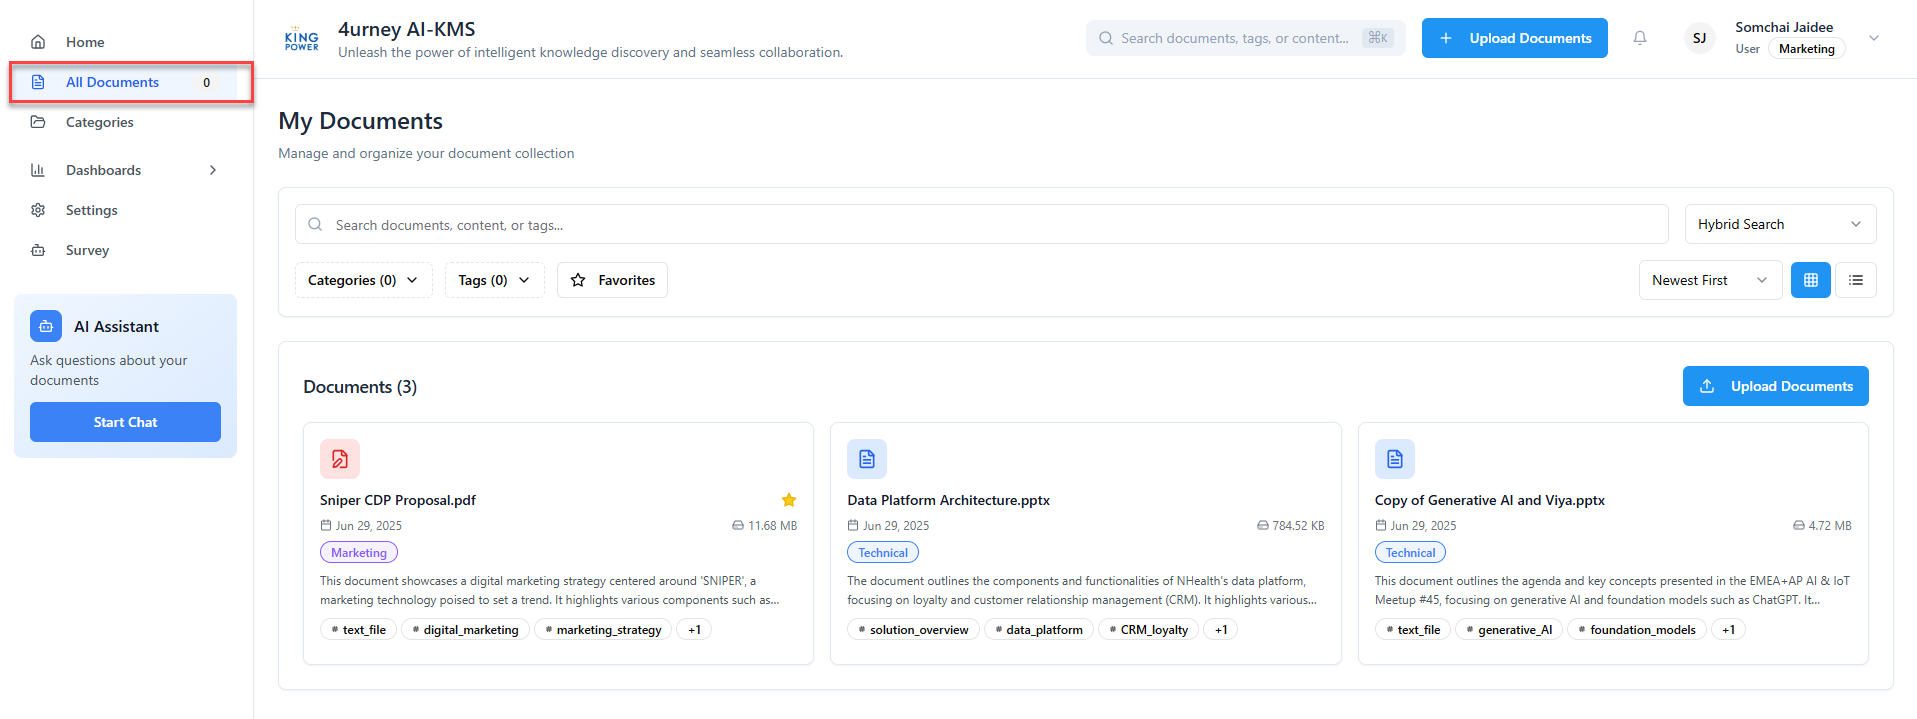 Home
All Documents 0
Categories
Dashboards
Settings
Survey
AI Assistant
Ask questions about your
documents
Start Chat
KING
POWER
4urney AI-KMS
Unleash the power of intelligent knowledge discovery and seamless collaboration.
Search documents, tags, or content... ⌘K
+ Upload Documents
SJ
Somchai Jaidee
User Marketing
My Documents
Manage and organize your document collection
Search documents, content, or tags...
Hybrid Search
Categories (0)
Tags (0)
Favorites
Newest First
Documents (3)
Upload Documents
Sniper CDP Proposal.pdf
Jun 29, 2025 11.68 MB
Marketing
This document showcases a digital marketing strategy centered around 'SNIPER', a
marketing technology poised to set a trend. It highlights various components such as...
# text_file # digital_marketing # marketing_strategy +1
Data Platform Architecture.pptx
Jun 29, 2025 784.52 KB
Technical
The document outlines the components and functionalities of NHealth's data platform,
focusing on loyalty and customer relationship management (CRM). It highlights various...
# solution_overview # data_platform # CRM_loyalty +1
Copy of Generative AI and Viya.pptx
Jun 29, 2025 4.72 MB
Technical
This document outlines the agenda and key concepts presented in the EMEA+AP AI & IoT
Meetup #45, focusing on generative AI and foundation models such as ChatGPT. It...
# text_file # generative_AI # foundation_models +1